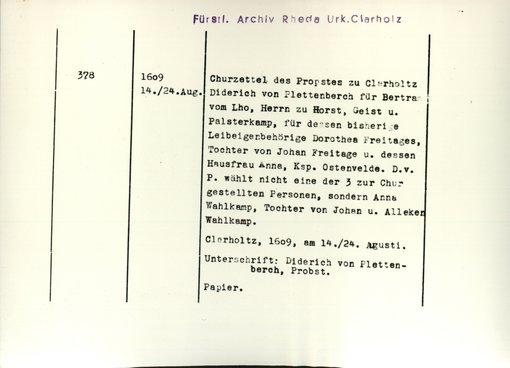 Fürstl. Archiv Rheda Urk.Clarholz
378
1609
14./24.Aug.
Churzettel des Propstes zu Clarholtz
Diderich von Plettenberch für Bertram
vom Lho, Herrn zu Horst, Geist u.
Palsterkamp, für dessen bisherige
Leibeigenbehörige Dorothea Freitages,
Tochter von Johan Freitage u. dessen
Hausfrau Anna, Ksp. Ostenvelde. D.v.
P. wählt nicht eine der 3 zur Chur
gestellten Personen, sondern Anna
Wahlkamp, Tochter von Johan u. Alleken
Wahlkamp.
Clarholtz, 1609, am 14./24. Agusti.
Unterschrift: Diderich von Pletten-
berch, Probst.
Papier.